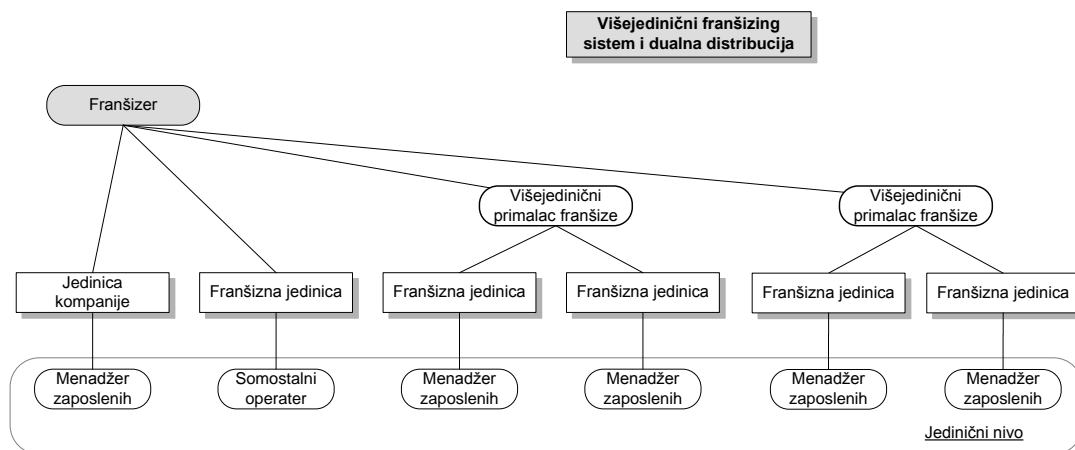 Višejedinični franšizing
sistem i dualna distribucija
Franšizer
Višejedinični
primalac franšize
Višejedinični
primalac franšize
Jedinica
kompanije
Franšizna jedinica
Franšizna jedinica
Franšizna jedinica
Franšizna jedinica
Franšizna jedinica
Menadžer
zaposlenih
Somostalni
operater
Menadžer
zaposlenih
Menadžer
zaposlenih
Menadžer
zaposlenih
Menadžer
zaposlenih
Jedinični nivo